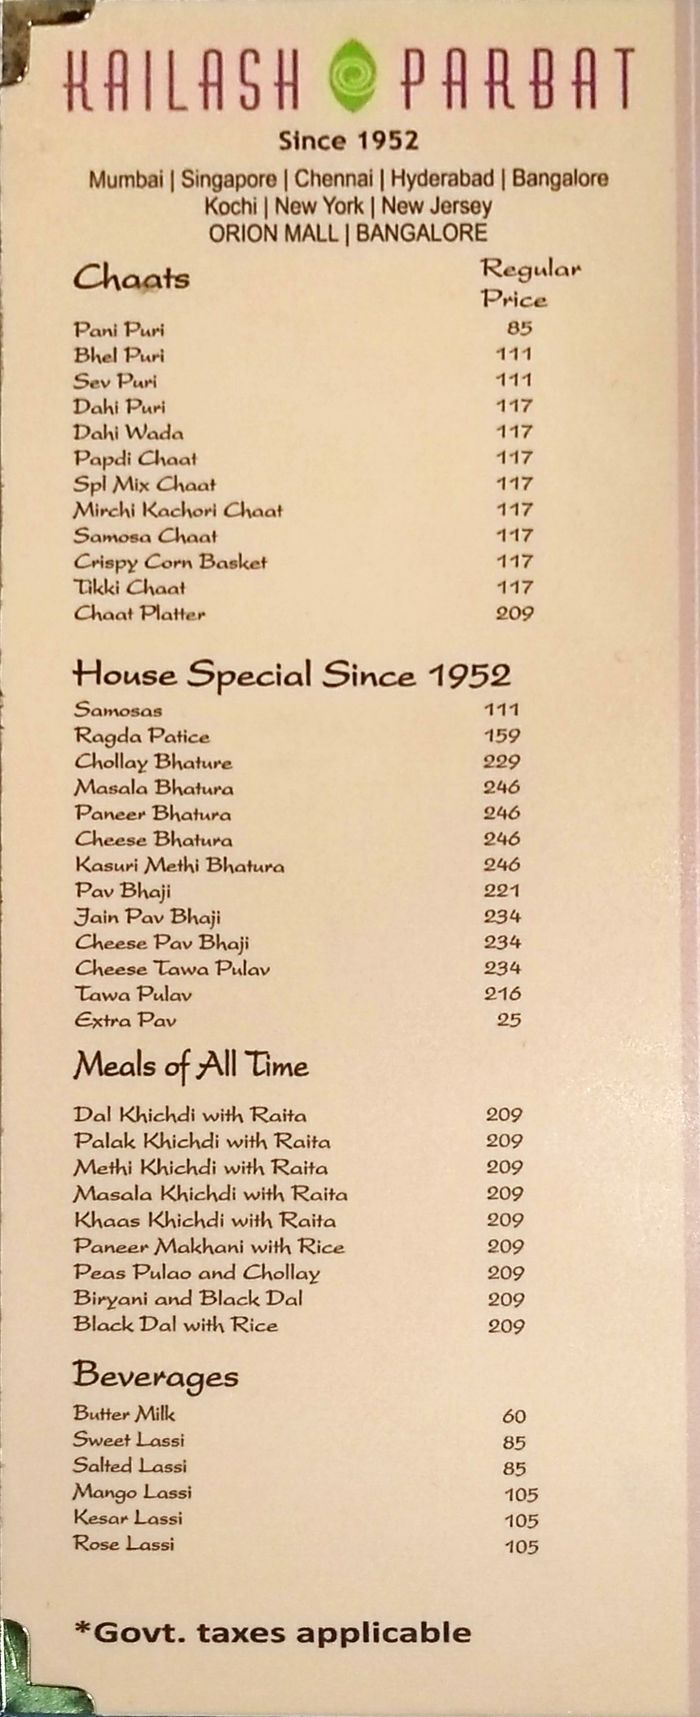 KAILASH PARBAT
Since 1952
Mumbai | Singapore | Chennai | Hyderabad | Bangalore
Kochi | New York | New Jersey
ORION MALL | BANGALORE
Chaats Regular Price
Pani Puri 85
Bhel Puri 111
Sev Puri 111
Dahi Puri 117
Dahi Wada 117
Papdi Chaat 117
Spl Mix Chaat 117
Mirchi Kachori Chaat 117
Samosa Chaat 117
Crispy Corn Basket 117
Tikki Chaat 117
Chaat Platter 209
House Special Since 1952
Samosas 111
Ragda Patice 159
Chollay Bhature 229
Masala Bhatura 246
Paneer Bhatura 246
Cheese Bhatura 246
Kasuri Methi Bhatura 246
Pav Bhaji 221
Jain Pav Bhaji 234
Cheese Pav Bhaji 234
Cheese Tawa Pulav 234
Tawa Pulav 216
Extra Pav 25
Meals of All Time
Dal Khichdi with Raita 209
Palak Khichdi with Raita 209
Methi Khichdi with Raita 209
Masala Khichdi with Raita 209
Khaas Khichdi with Raita 209
Paneer Makhani with Rice 209
Peas Pulao and Chollay 209
Biryani and Black Dal 209
Black Dal with Rice 209
Beverages
Butter Milk 60
Sweet Lassi 85
Salted Lassi 85
Mango Lassi 105
Kesar Lassi 105
Rose Lassi 105
*Govt. taxes applicable